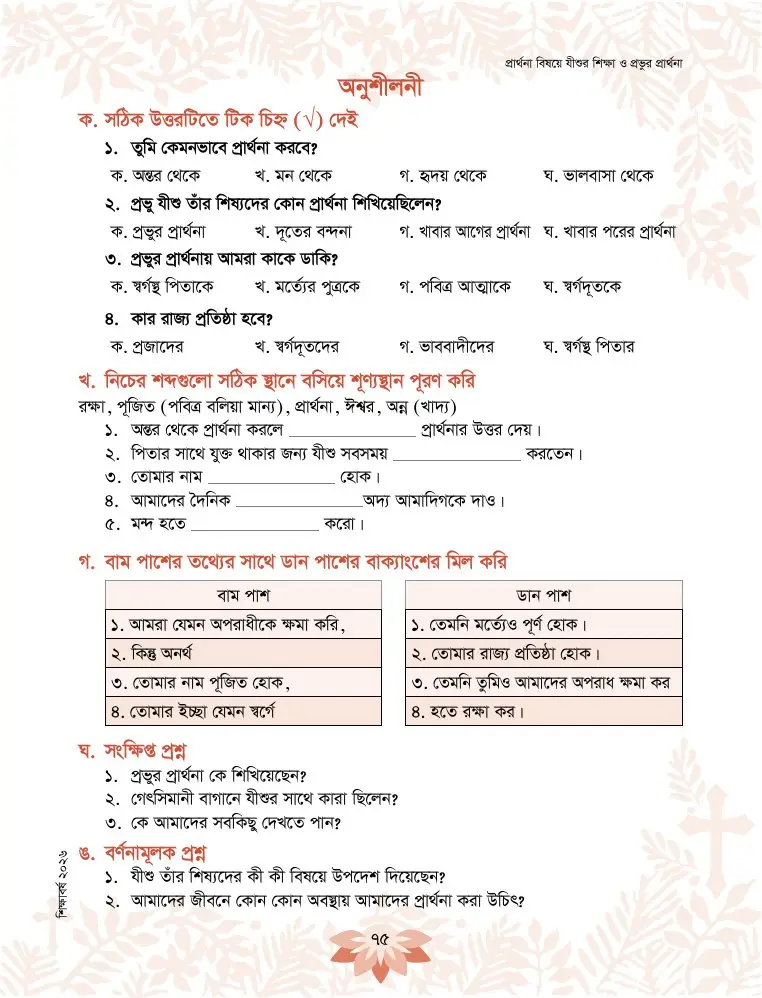 প্রার্থনা বিষয়ে যীশুর শিক্ষা ও প্রভুর প্রার্থনা
অনুশীলনী
ক. সঠিক উত্তরটিতে টিক চিহ্ন (√) দেই
১. তুমি কেমনভাবে প্রার্থনা করবে?
ক. অন্তর থেকে খ. মন থেকে গ. হৃদয় থেকে ঘ. ভালবাসা থেকে
২. প্রভু যীশু তাঁর শিষ্যদের কোন প্রার্থনা শিখিয়েছিলেন?
ক. প্রভুর প্রার্থনা খ. দূতের বন্দনা গ. খাবার আগের প্রার্থনা ঘ. খাবার পরের প্রার্থনা
৩. প্রভুর প্রার্থনায় আমরা কাকে ডাকি?
ক. স্বর্গস্থ পিতাকে খ. মর্ত্যের পুত্রকে গ. পবিত্র আত্মাকে ঘ. স্বর্গদূতকে
৪. কার রাজ্য প্রতিষ্ঠা হবে?
ক. প্রজাদের খ. স্বর্গদূতদের গ. ভাববাদীদের ঘ. স্বর্গস্থ পিতার
খ. নিচের শব্দগুলো সঠিক স্থানে বসিয়ে শূণ্যস্থান পূরণ করি
রক্ষা, পূজিত (পবিত্র বলিয়া মান্য), প্রার্থনা, ঈশ্বর, অন্ন (খাদ্য)
১. অন্তর থেকে প্রার্থনা করলে ______________ প্রার্থনার উত্তর দেয়।
২. পিতার সাথে যুক্ত থাকার জন্য যীশু সবসময় ______________ করতেন।
৩. তোমার নাম ______________ হোক।
৪. আমাদের দৈনিক ______________অদ্য আমাদিগকে দাও।
৫. মন্দ হতে ______________ করো।
গ. বাম পাশের তথ্যের সাথে ডান পাশের বাক্যাংশের মিল করি
বাম পাশ ডান পাশ
১. আমরা যেমন অপরাধীকে ক্ষমা করি, ১. তেমনি মর্ত্যেও পূর্ণ হোক।
২. কিন্তু অনর্থ ২. তোমার রাজ্য প্রতিষ্ঠা হোক।
৩. তোমার নাম পূজিত হোক, ৩. তেমনি তুমিও আমাদের অপরাধ ক্ষমা কর
৪. তোমার ইচ্ছা যেমন স্বর্গে ৪. হতে রক্ষা কর।
ঘ. সংক্ষিপ্ত প্রশ্ন
১. প্রভুর প্রার্থনা কে শিখিয়েছেন?
২. গেৎসিমানী বাগানে যীশুর সাথে কারা ছিলেন?
৩. কে আমাদের সবকিছু দেখতে পান?
ঙ. বর্ণনামূলক প্রশ্ন
১. যীশু তাঁর শিষ্যদের কী কী বিষয়ে উপদেশ দিয়েছেন?
২. আমাদের জীবনে কোন কোন অবস্থায় আমাদের প্রার্থনা করা উচিৎ?
শিক্ষাবর্ষ ২০২৬
৭৫